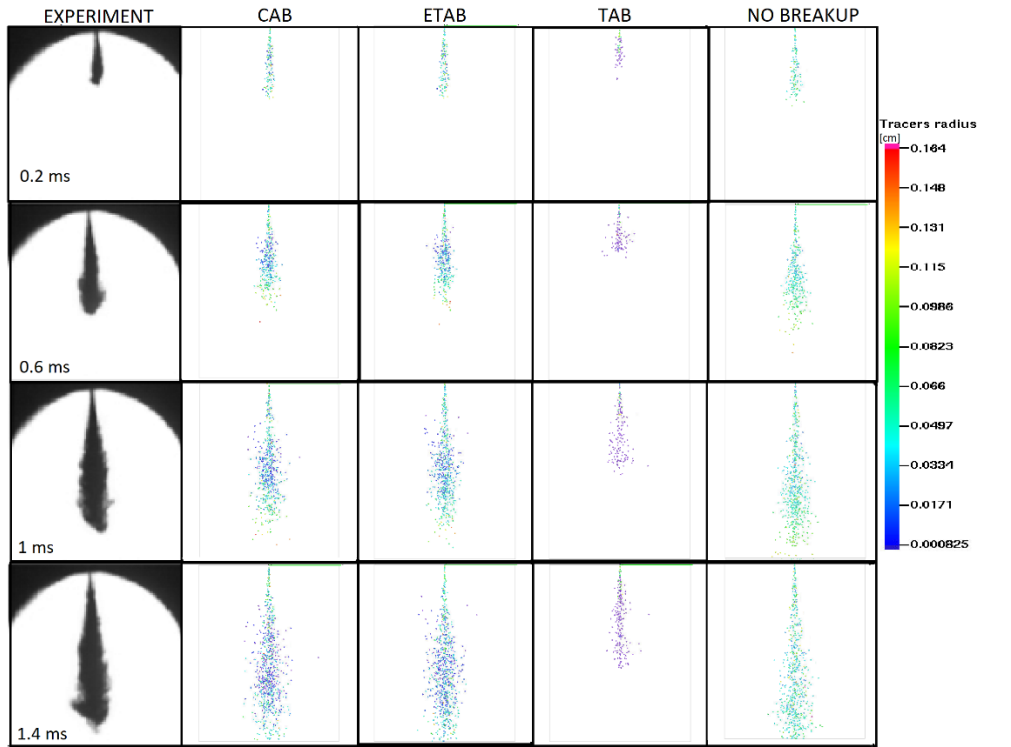 EXPERIMENT CAB ETAB TAB NO BREAKUP
0.2 ms
0.6 ms
1 ms
1.4 ms
Tracers radius
[cm]
0.164
0.148
0.131
0.115
0.0986
0.0823
0.066
0.0497
0.0334
0.0171
0.000825